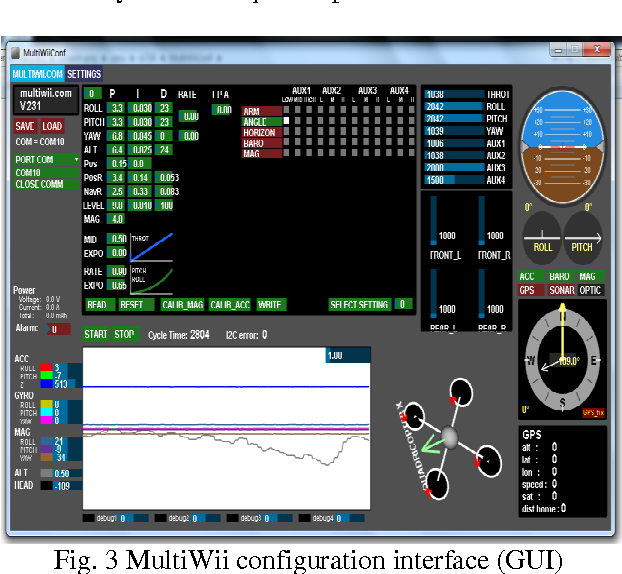 MultiWiiConf
MULTIWII.COM SETTINGS
multiwii.com
V231
SAVE LOAD
COM = COM10
PORT COM
COM10
CLOSE COMM
Power
Voltage: 0.0 V
Current: 0.0 A
Total: 0.0 mAh
Alarm: 0
0 P I D RATE T P A
ROLL 3.3 0.030 23 0.00 0.00
PITCH 3.3 0.030 23
YAW 6.8 0.045 0 0.00
ALT 6.4 0.025 24
Pos 0.15 0.0
PosR 3.4 0.14 0.053
NavR 2.5 0.33 0.083
LEVEL 9.0 0.010 100
MAG 4.0
MID 0.50 THROT
EXPO 0.00
RATE 0.00 PITCH
EXPO 0.65 ROLL
AUX1 AUX2 AUX3 AUX4
LOW MID HIGH L M H L M H L M H
ARM
ANGLE
HORIZON
BARO
MAG
READ RESET CALIB_MAG CALIB_ACC WRITE SELECT SETTING 0
1038 THROT
2042 ROLL
2042 PITCH
1039 YAW
1006 AUX1
1038 AUX2
2000 AUX3
1500 AUX4
1000 1000
FRONT_L FRONT_R
1000 1000
REAR_L REAR_R
0° 0°
ROLL PITCH
ACC BARO MAG
GPS SONAR OPTIC
N
W E
S
-109.0°
0° GPS_fix
GPS
alt : 0
lat : 0
lon : 0
speed : 0
sat : 0
dist home : 0
START STOP Cycle Time: 2804 I2C error: 0
1.00
ACC
ROLL 3
PITCH -7
Z 513
GYRO
ROLL 0
PITCH 0
YAW 0
MAG
ROLL 21
PITCH
YAW 34
ALT 0.50
HEAD -109
QUADRICOPTER X
debug1 0 debug2 0 debug3 0 debug4 0
Fig. 3 MultiWii configuration interface (GUI)